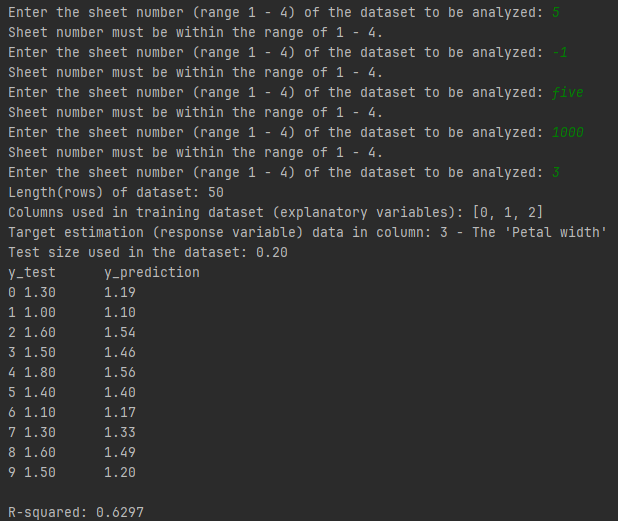 Enter the sheet number (range 1 - 4) of the dataset to be analyzed: 5
Sheet number must be within the range of 1 - 4.
Enter the sheet number (range 1 - 4) of the dataset to be analyzed: -1
Sheet number must be within the range of 1 - 4.
Enter the sheet number (range 1 - 4) of the dataset to be analyzed: five
Sheet number must be within the range of 1 - 4.
Enter the sheet number (range 1 - 4) of the dataset to be analyzed: 1000
Sheet number must be within the range of 1 - 4.
Enter the sheet number (range 1 - 4) of the dataset to be analyzed: 3
Length(rows) of dataset: 50
Columns used in training dataset (explanatory variables): [0, 1, 2]
Target estimation (response variable) data in column: 3 - The 'Petal width'
Test size used in the dataset: 0.20
y_test      y_prediction
0 1.30      1.19
1 1.00      1.10
2 1.60      1.54
3 1.50      1.46
4 1.80      1.56
5 1.40      1.40
6 1.10      1.17
7 1.30      1.33
8 1.60      1.49
9 1.50      1.20
R-squared: 0.6297